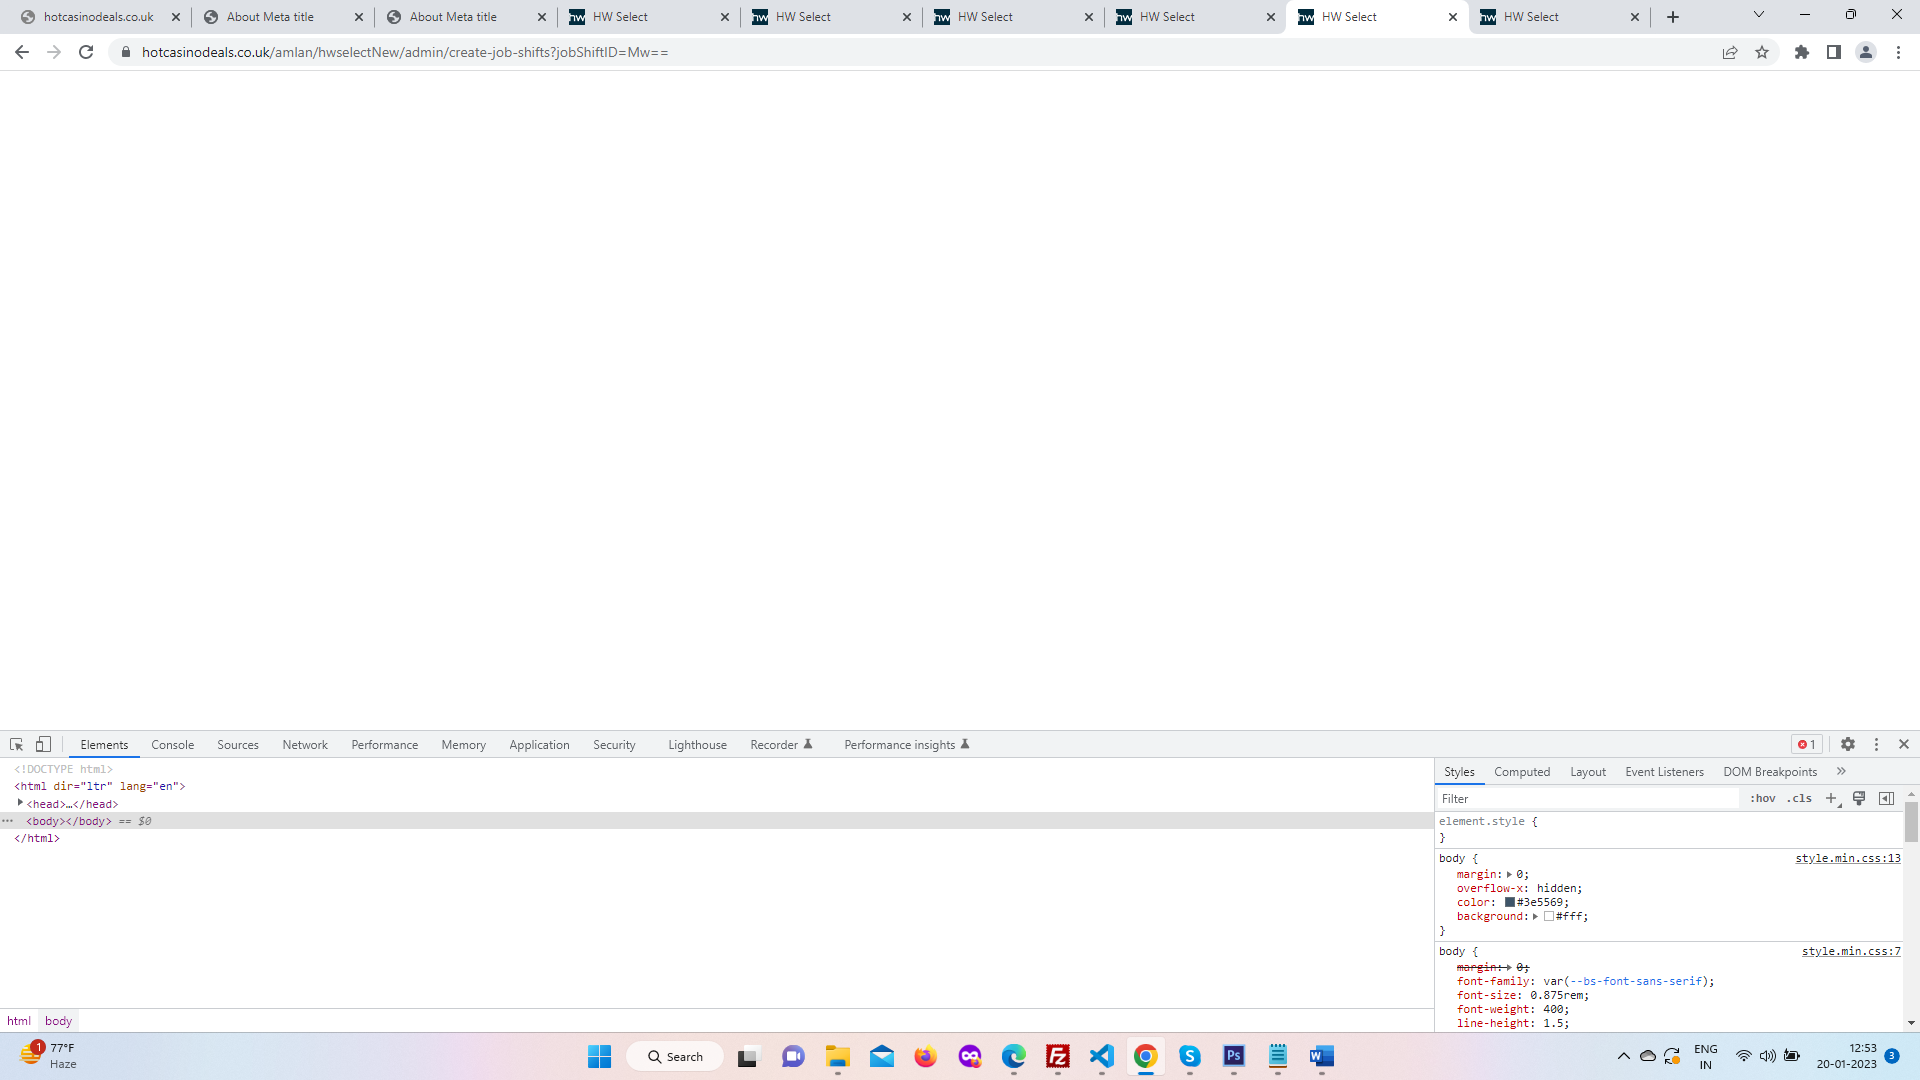 hotcasinodeals.co.uk
About Meta title
About Meta title
HW Select
HW Select
HW Select
HW Select
HW Select
HW Select
hotcasinodeals.co.uk/amlan/hwselectNew/admin/create-job-shifts?jobShiftID=Mw==
Elements Console Sources Network Performance Memory Application Security Lighthouse Recorder Performance insights 1
<!DOCTYPE html>
<html dir="ltr" lang="en">
<head>…</head>
<body></body> == $0
</html>
html body
Styles Computed Layout Event Listeners DOM Breakpoints »
Filter :hov .cls +
element.style {
}
body { style.min.css:13
margin: 0;
overflow-x: hidden;
color: #3e5569;
background: #fff;
}
body { style.min.css:7
margin: 0;
font-family: var(--bs-font-sans-serif);
font-size: 0.875rem;
font-weight: 400;
line-height: 1.5;
1
77°F
Haze
Search
hw
Fz
S
Ps
W
ENG
IN
12:53
20-01-2023
3